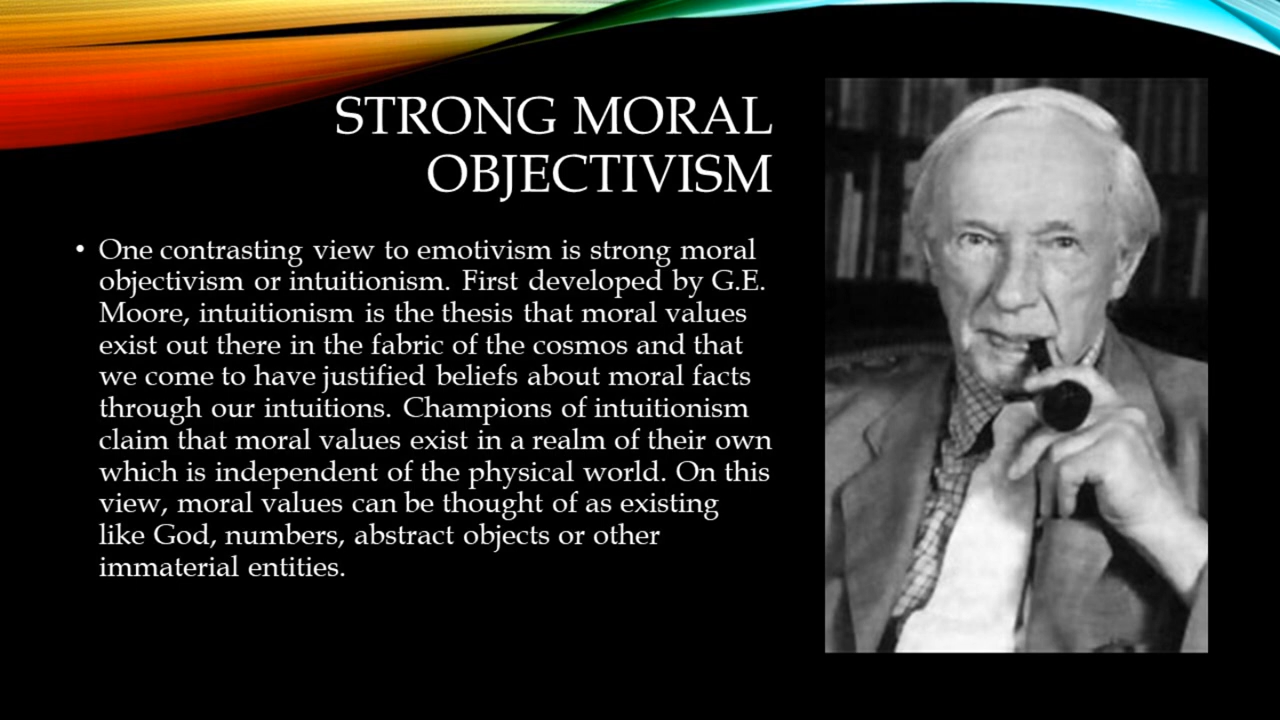 STRONG MORAL
OBJECTIVISM
• One contrasting view to emotivism is strong moral
objectivism or intuitionism. First developed by G.E.
Moore, intuitionism is the thesis that moral values
exist out there in the fabric of the cosmos and that
we come to have justified beliefs about moral facts
through our intuitions. Champions of intuitionism
claim that moral values exist in a realm of their own
which is independent of the physical world. On this
view, moral values can be thought of as existing
like God, numbers, abstract objects or other
immaterial entities.